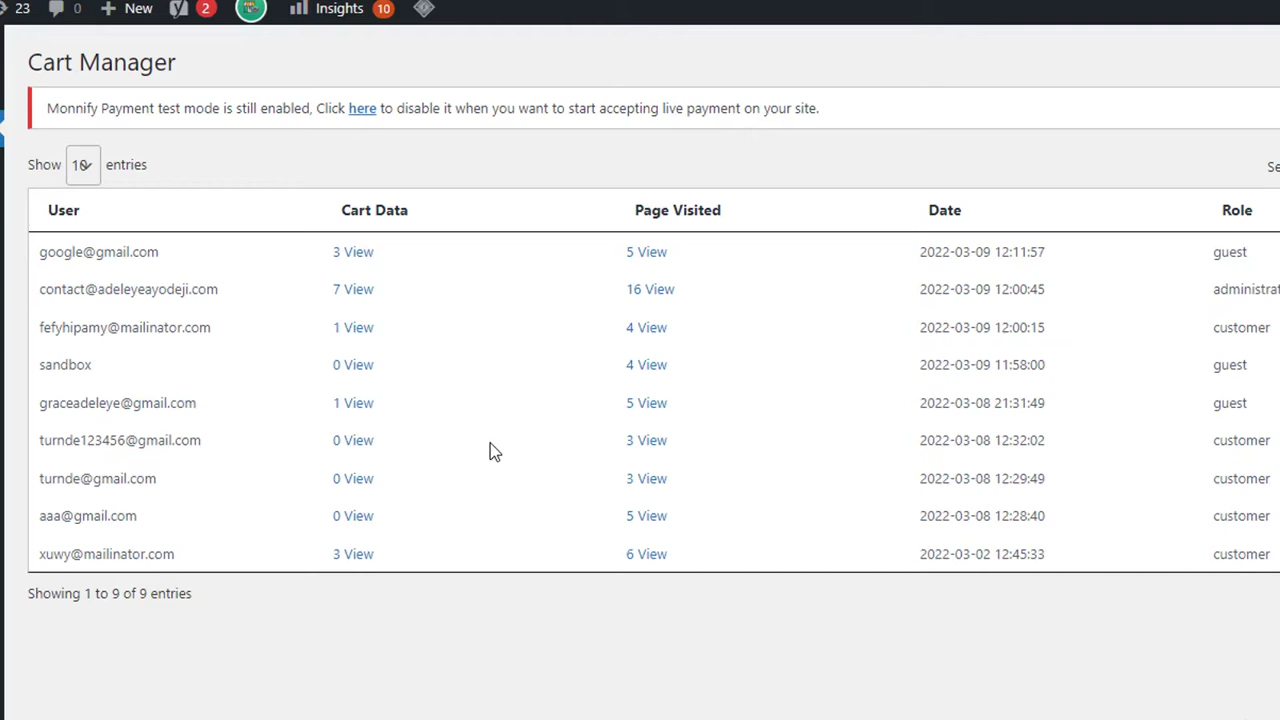 23 0 New 2 Insights 10
Cart Manager
Monnify Payment test mode is still enabled, Click here to disable it when you want to start accepting live payment on your site.
Show 10 entries
User Cart Data Page Visited Date Role
google@gmail.com 3 View 5 View 2022-03-09 12:11:57 guest
contact@adeleyeayodeji.com 7 View 16 View 2022-03-09 12:00:45 administrat
fefyhipamy@mailinator.com 1 View 4 View 2022-03-09 12:00:15 customer
sandbox 0 View 4 View 2022-03-09 11:58:00 guest
graceadeleye@gmail.com 1 View 5 View 2022-03-08 21:31:49 guest
turnde123456@gmail.com 0 View 3 View 2022-03-08 12:32:02 customer
turnde@gmail.com 0 View 3 View 2022-03-08 12:29:49 customer
aaa@gmail.com 0 View 5 View 2022-03-08 12:28:40 customer
xuwy@mailinator.com 3 View 6 View 2022-03-02 12:45:33 customer
Showing 1 to 9 of 9 entries